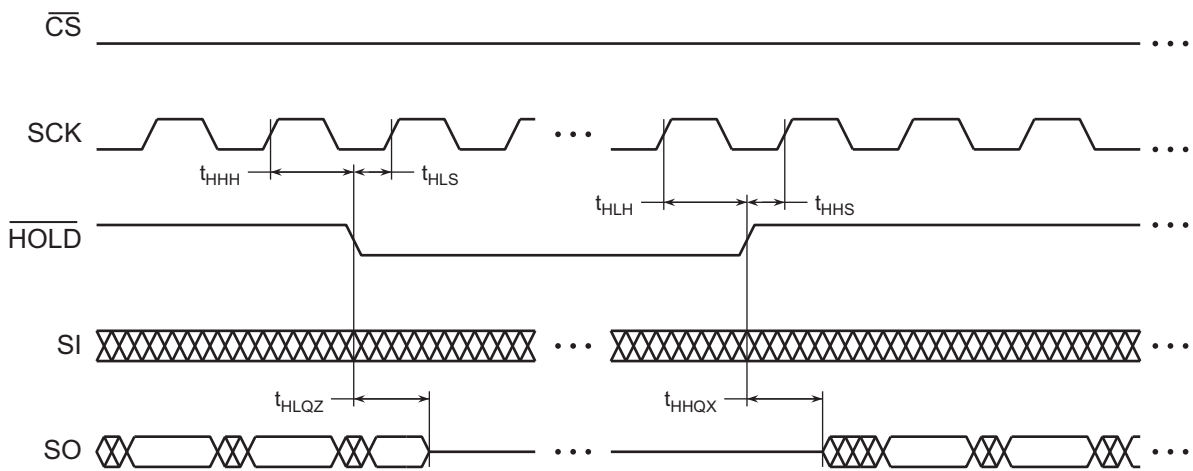 CS
SCK
tHHH
tHLS
tHLH
tHHS
HOLD
SI
tHLQZ
tHHQX
SO